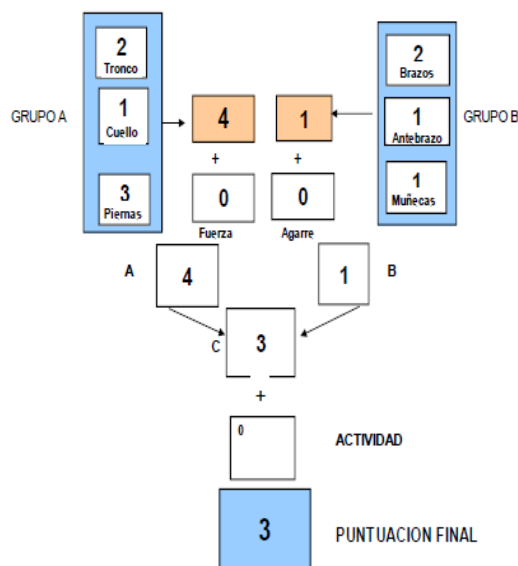 2
Tronco
GRUPO A
1
Cuello
3
Piernas
4
1
+
+
0
0
Fuerza
Agarre
2
Brazos
1
Antebrazo
GRUPO B
1
Muñecas
A
4
1
B
C
3
+
0
ACTIVIDAD
3
PUNTUACION FINAL